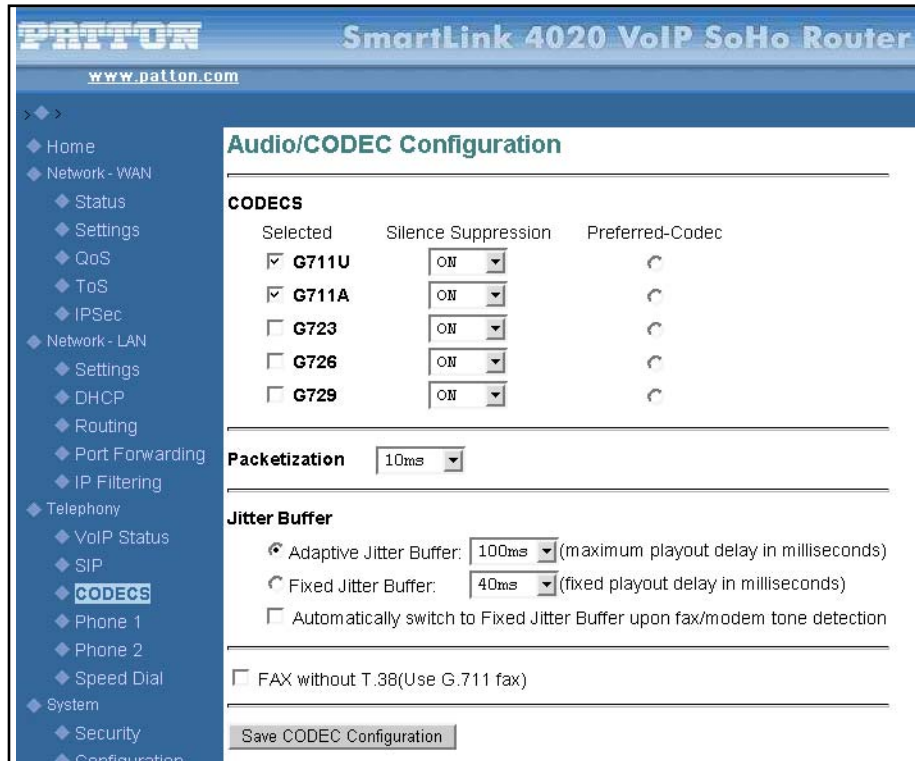 PATTON
SmartLink 4020 VoIP SoHo Router
www.patton.com
Home
Network - WAN
Status
Settings
QoS
ToS
IPSec
Network - LAN
Settings
DHCP
Routing
Port Forwarding
IP Filtering
Telephony
VoIP Status
SIP
CODECS
Phone 1
Phone 2
Speed Dial
System
Security
Configuration
Audio/CODEC Configuration
CODECS
Selected Silence Suppression Preferred-Codec
G711U ON
G711A ON
G723 ON
G726 ON
G729 ON
Packetization 10ms
Jitter Buffer
Adaptive Jitter Buffer: 100ms (maximum playout delay in milliseconds)
Fixed Jitter Buffer: 40ms (fixed playout delay in milliseconds)
Automatically switch to Fixed Jitter Buffer upon fax/modem tone detection
FAX without T.38(Use G.711 fax)
Save CODEC Configuration